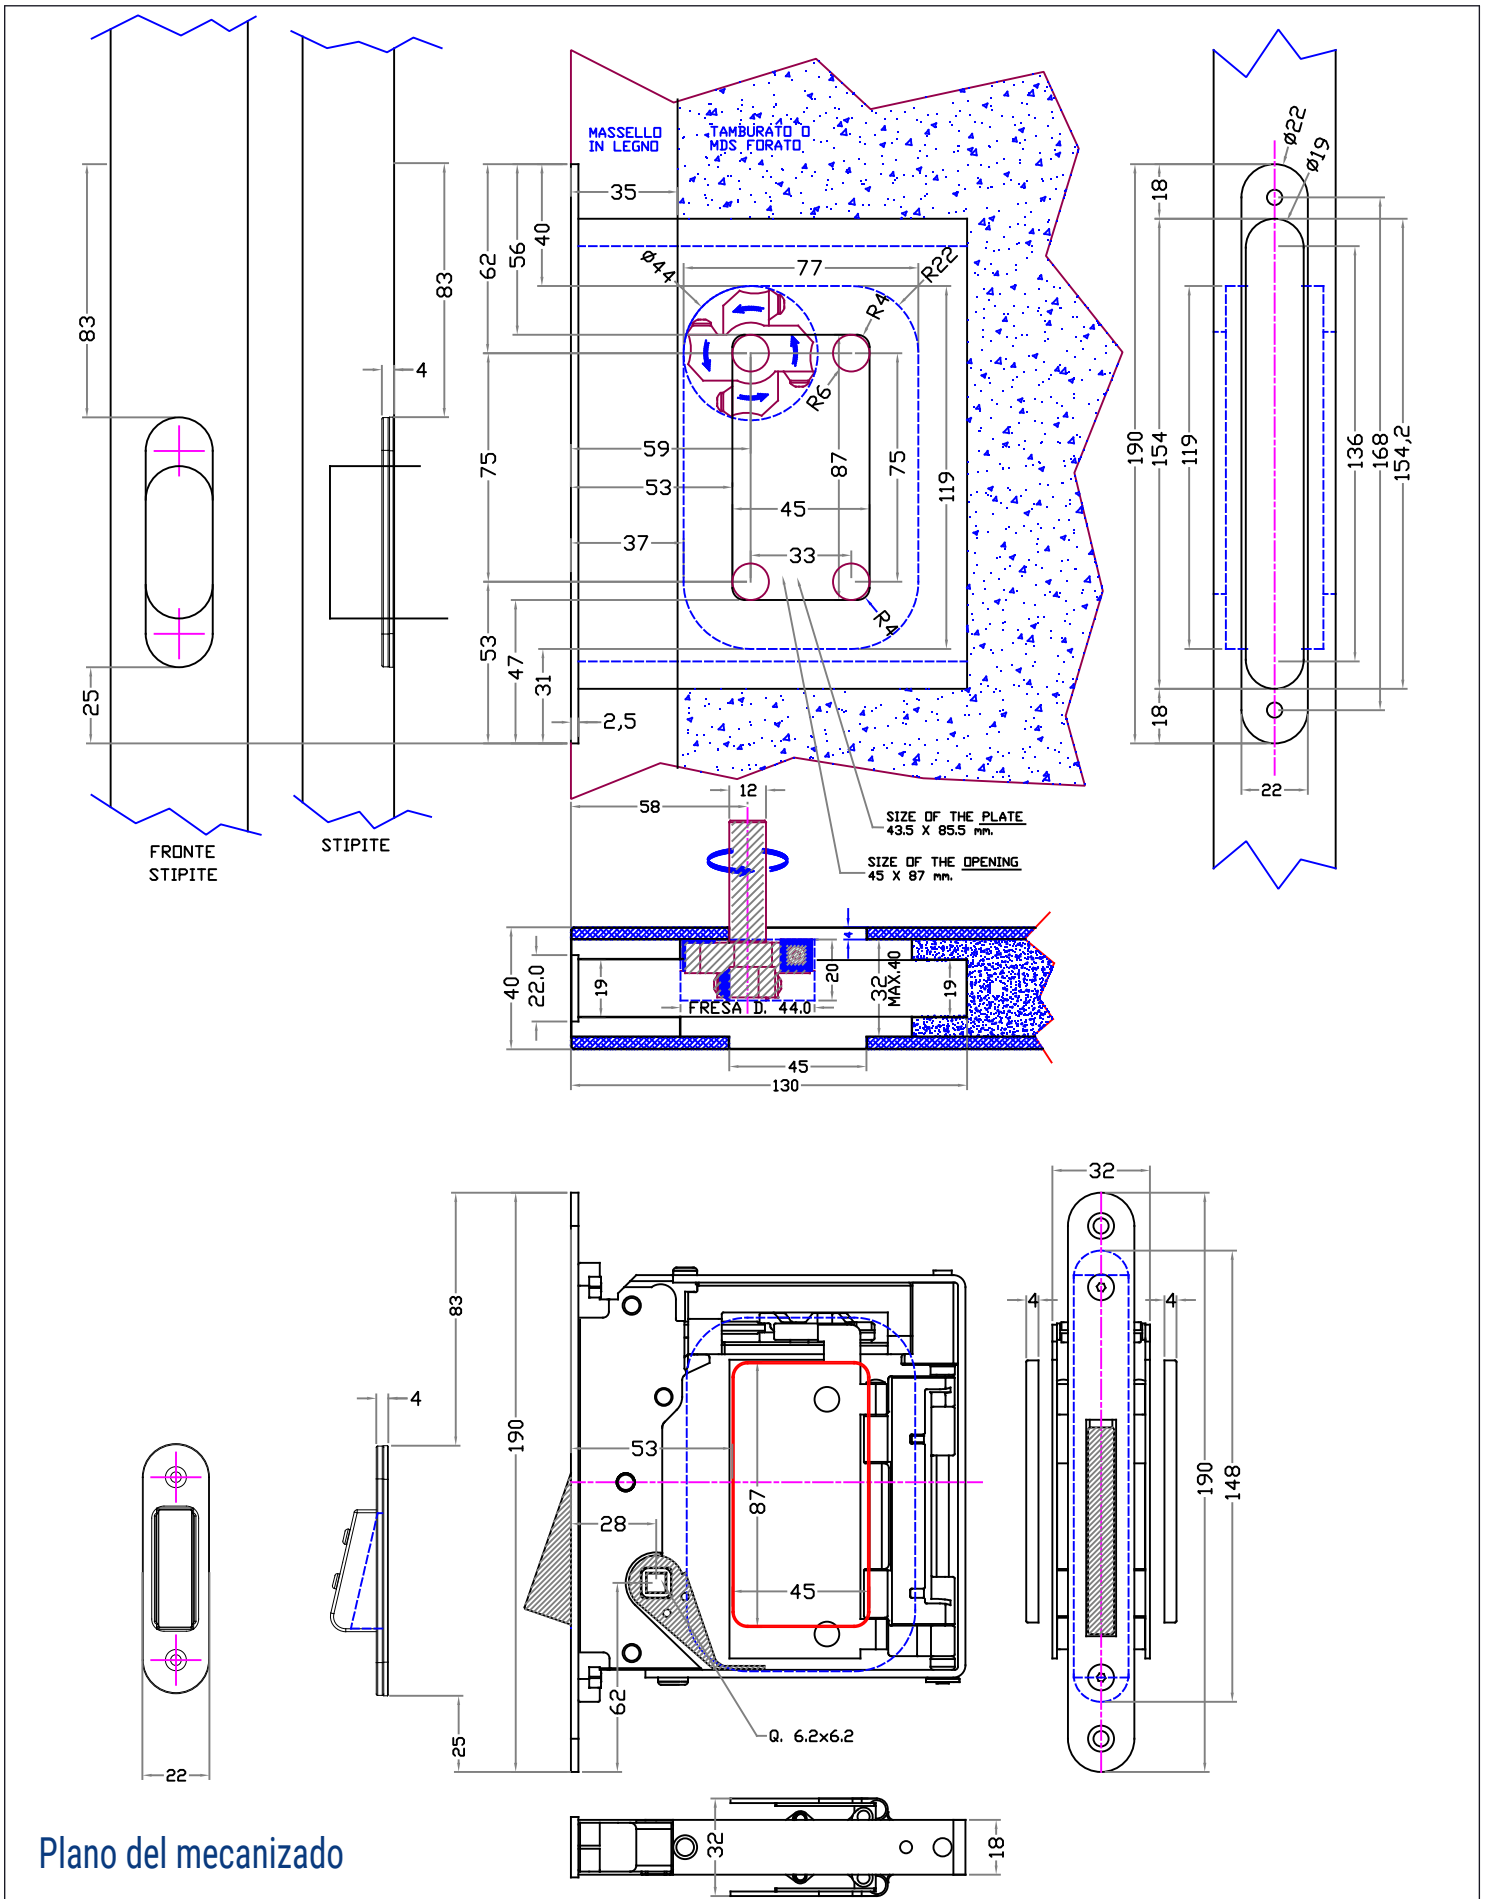 MASSELLO
IN LEGNO
TAMBURATO O
MDS FORATO
35
77
Ø44
R22
R4
R6
62
56
40
83
83
4
Ø22
Ø19
18
190
154
119
136
168
154,2
59
53
45
37
33
87
75
119
75
R4
53
47
31
25
2,5
18
22
FRONTE
STIPITE
STIPITE
58
12
SIZE OF THE PLATE
43.5 X 85.5 mm.
SIZE OF THE OPENING
45 X 87 mm.
40
22.0
19
4
20
32
MAX.40
19
FRESA D. 44.0
45
130
32
83
190
4
53
87
28
45
62
Q. 6.2x6.2
4
4
190
148
25
22
32
18
Plano del mecanizado